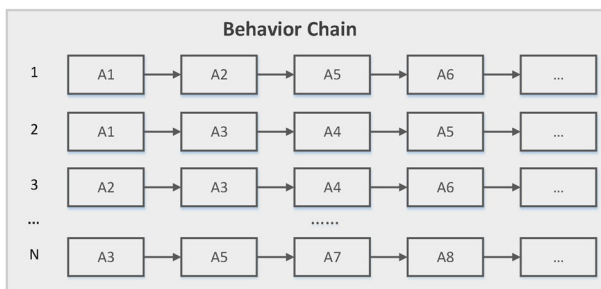 Behavior Chain
1 A1 A2 A5 A6 ...
2 A1 A3 A4 A5 ...
3 A2 A3 A4 A6 ...
... ......
N A3 A5 A7 A8 ...